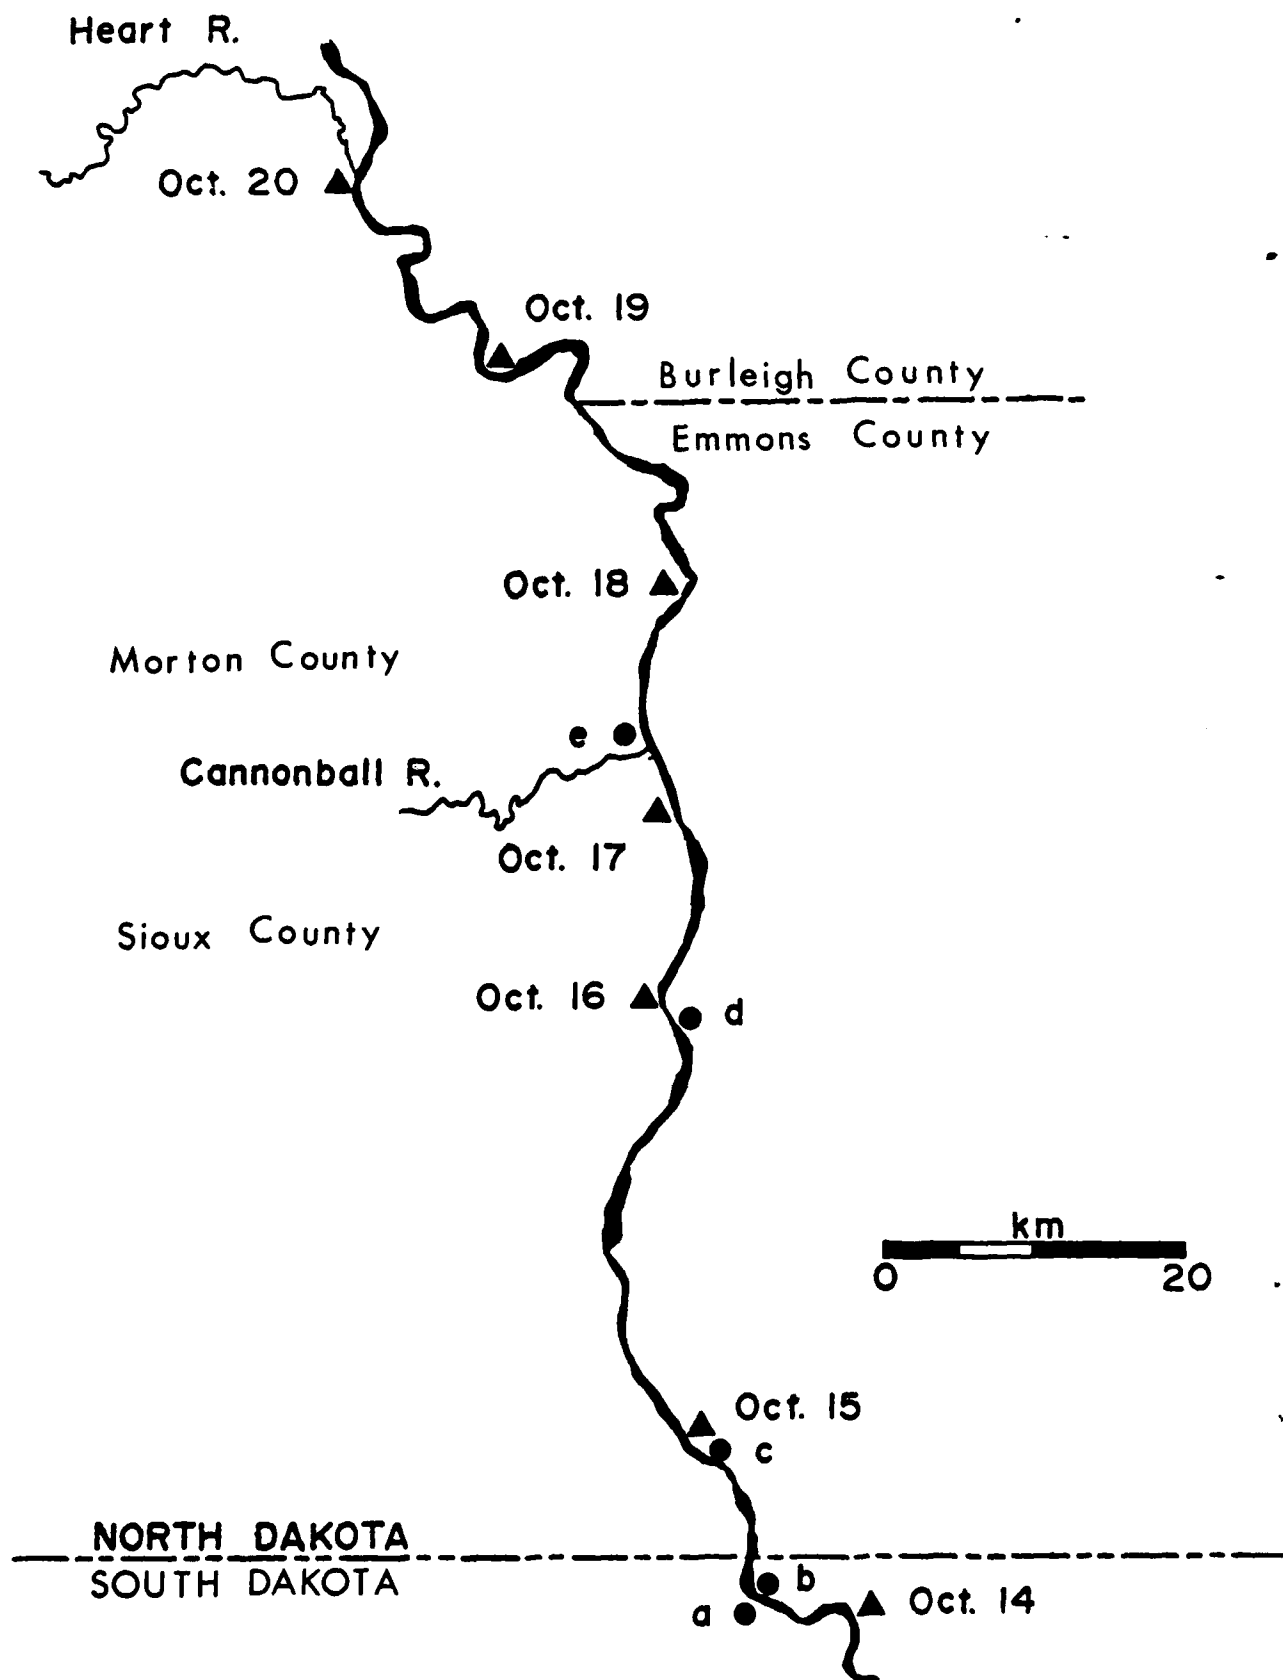 Heart R.
Oct. 20
Oct. 19
Burleigh County
Emmons County
Oct. 18
Morton County
e
Cannonball R.
Oct. 17
Sioux County
Oct. 16
d
km
0 20
Oct. 15
c
NORTH DAKOTA
SOUTH DAKOTA
b
a
Oct. 14